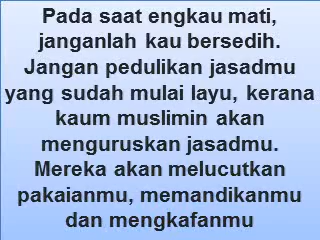 Pada saat engkau mati,
janganlah kau bersedih.
Jangan pedulikan jasadmu
yang sudah mulai layu, kerana
kaum muslimin akan
menguruskan jasadmu.
Mereka akan melucutkan
pakaianmu, memandikanmu
dan mengkafanmu